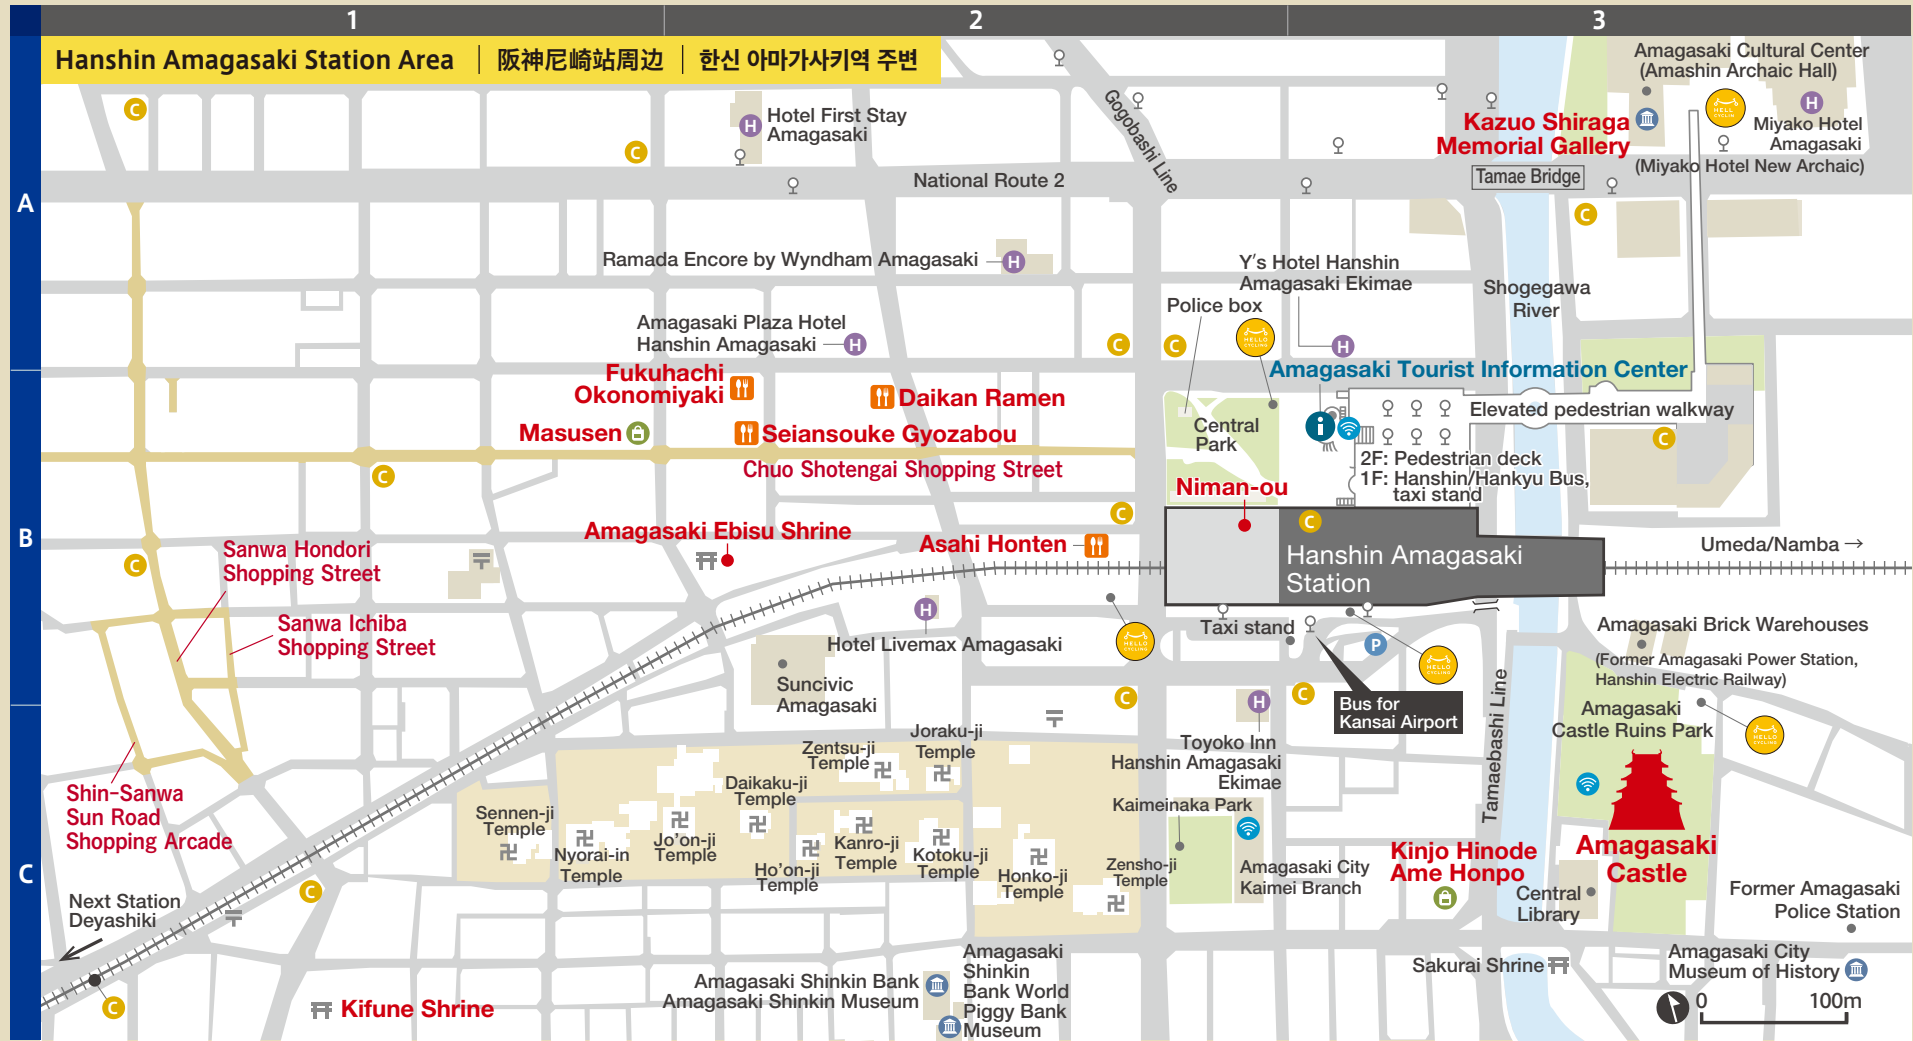 1
2
3
Hanshin Amagasaki Station Area | 阪神尼崎站周边 | 한신 아마가사키역 주변
A
B
C
Amagasaki Cultural Center
(Amashin Archaic Hall)
C
H
Hotel First Stay
Amagasaki
C
Gogobashi Line
Kazuo Shiraga
Memorial Gallery
HELLO
CYCLING
H
Miyako Hotel
Amagasaki
(Miyako Hotel New Archaic)
National Route 2
Tamae Bridge
C
Ramada Encore by Wyndham Amagasaki
H
Y's Hotel Hanshin
Amagasaki Ekimae
Shogegawa
River
Police box
Amagasaki Plaza Hotel
Hanshin Amagasaki
H
C
C
HELLO
CYCLING
H
Fukuhachi
Okonomiyaki
Daikan Ramen
Amagasaki Tourist Information Center
Masusen
Seiansouke Gyozabou
Central
Park
i
Elevated pedestrian walkway
C
Chuo Shotengai Shopping Street
C
2F: Pedestrian deck
1F: Hanshin/Hankyu Bus,
taxi stand
Niman-ou
C
C
Amagasaki Ebisu Shrine
Asahi Honten
Hanshin Amagasaki
Station
Umeda/Namba →
C
Sanwa Hondori
Shopping Street
Sanwa Ichiba
Shopping Street
H
Hotel Livemax Amagasaki
HELLO
CYCLING
Taxi stand
P
HELLO
CYCLING
Amagasaki Brick Warehouses
(Former Amagasaki Power Station,
Hanshin Electric Railway)
Suncivic
Amagasaki
C
H
C
Bus for
Kansai Airport
Tamaebashi Line
Amagasaki
Castle Ruins Park
HELLO
CYCLING
Toyoko Inn
Hanshin Amagasaki
Ekimae
Joraku-ji
Temple
Zentsu-ji
Temple
Daikaku-ji
Temple
Shin-Sanwa
Sun Road
Shopping Arcade
Sennen-ji
Temple
Nyorai-in
Temple
Jo'on-ji
Temple
Ho'on-ji
Temple
Kanro-ji
Temple
Kotoku-ji
Temple
Honko-ji
Temple
Zensho-ji
Temple
Kaimeinaka Park
Amagasaki City
Kaimei Branch
Kinjo Hinode
Ame Honpo
Amagasaki
Castle
Central
Library
Former Amagasaki
Police Station
C
Next Station
Deyashiki
C
Kifune Shrine
Amagasaki Shinkin Bank
Amagasaki Shinkin Museum
Amagasaki
Shinkin
Bank World
Piggy Bank
Museum
Sakurai Shrine
Amagasaki City
Museum of History
0
100m